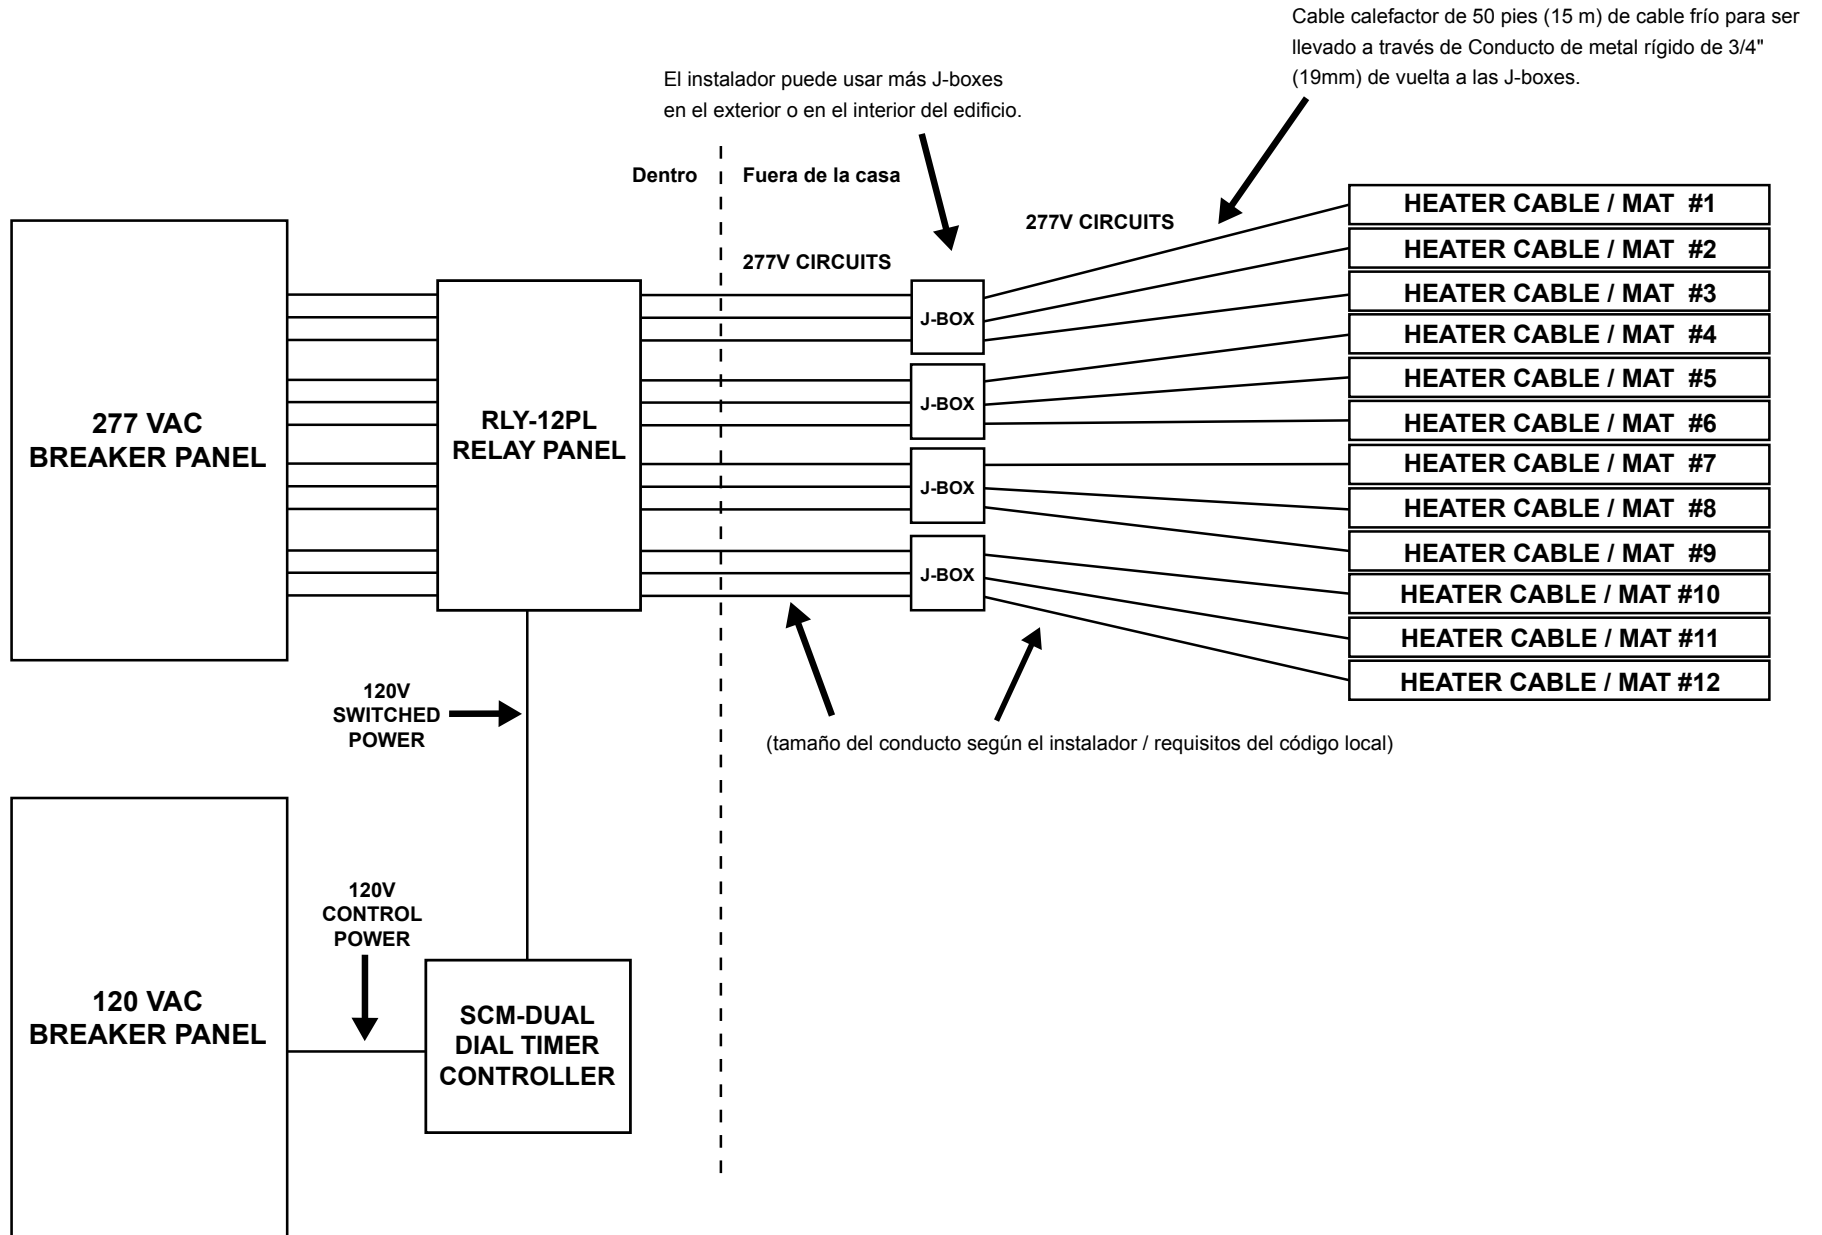 Cable calefactor de 50 pies (15 m) de cable frío para ser
llevado a través de Conducto de metal rígido de 3/4"
(19mm) de vuelta a las J-boxes.
El instalador puede usar más J-boxes
en el exterior o en el interior del edificio.
Dentro
Fuera de la casa
277V CIRCUITS
277V CIRCUITS
HEATER CABLE / MAT #1
HEATER CABLE / MAT #2
HEATER CABLE / MAT #3
HEATER CABLE / MAT #4
HEATER CABLE / MAT #5
HEATER CABLE / MAT #6
HEATER CABLE / MAT #7
HEATER CABLE / MAT #8
HEATER CABLE / MAT #9
HEATER CABLE / MAT #10
HEATER CABLE / MAT #11
HEATER CABLE / MAT #12
J-BOX
J-BOX
J-BOX
J-BOX
277 VAC
BREAKER PANEL
RLY-12PL
RELAY PANEL
120V
SWITCHED
POWER
(tamaño del conducto según el instalador / requisitos del código local)
120V
CONTROL
POWER
120 VAC
BREAKER PANEL
SCM-DUAL
DIAL TIMER
CONTROLLER